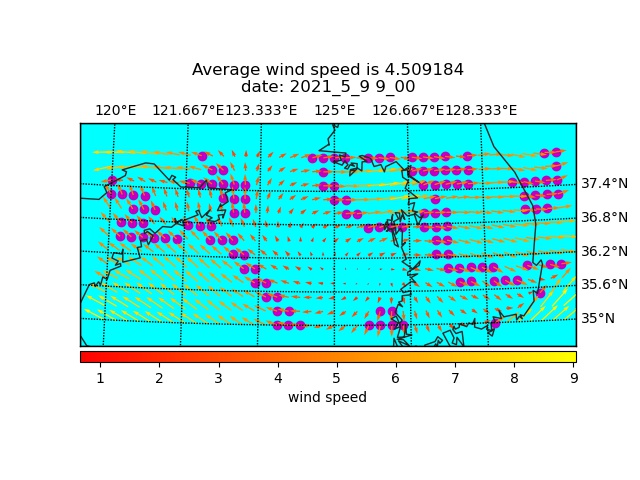 Average wind speed is 4.509184
date: 2021_5_9 9_00
120°E 121.667°E 123.333°E 125°E 126.667°E 128.333°E
37.4°N
36.8°N
36.2°N
35.6°N
35°N
1 2 3 4 5 6 7 8 9
wind speed